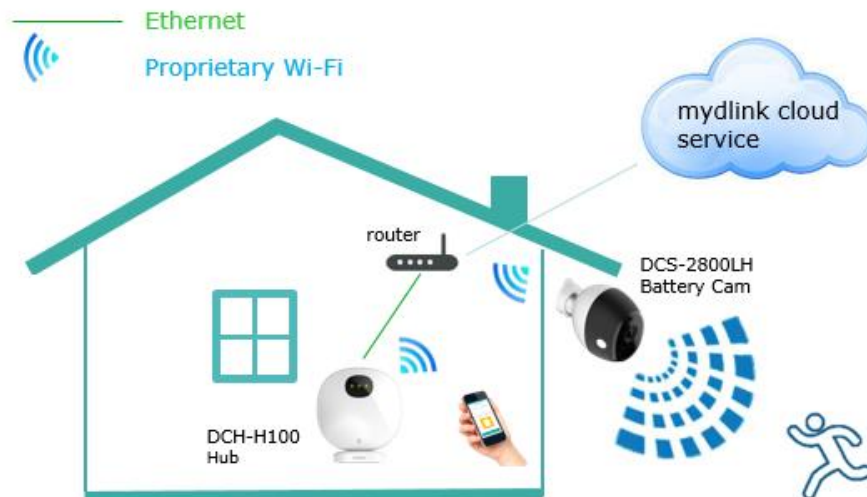 Ethernet
Proprietary Wi-Fi
mydlink cloud
service
router
DCS-2800LH
Battery Cam
DCH-H100
Hub